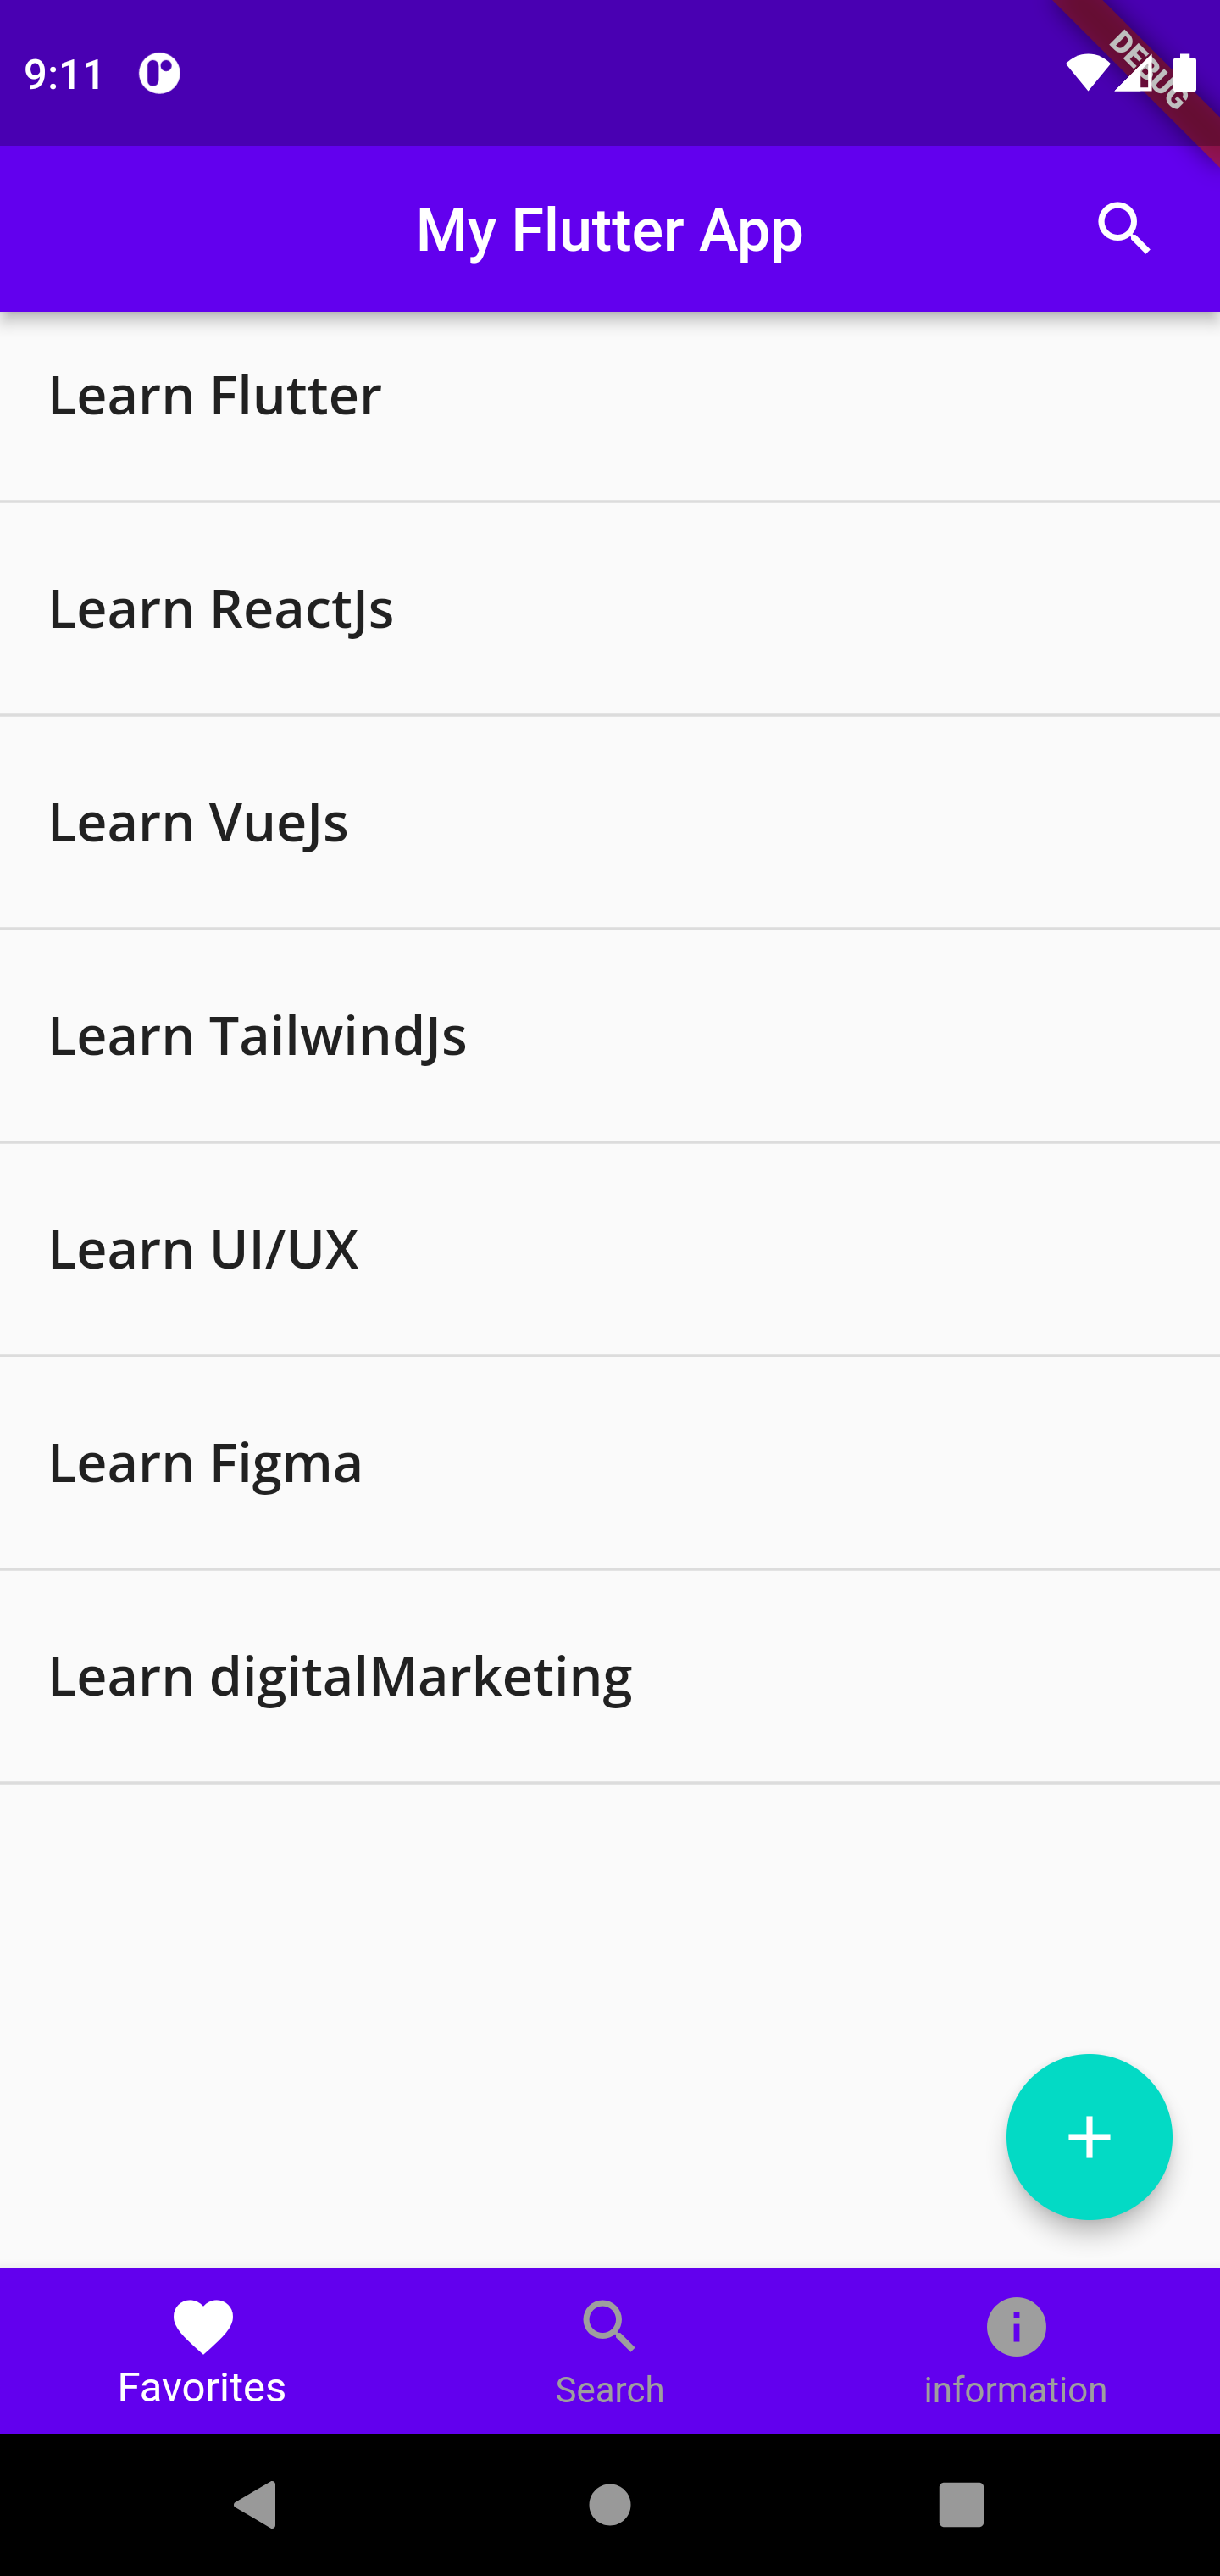 9:11
DEBUG
My Flutter App
Learn Flutter
Learn ReactJs
Learn VueJs
Learn TailwindJs
Learn UI/UX
Learn Figma
Learn digitalMarketing
Favorites
Search
information